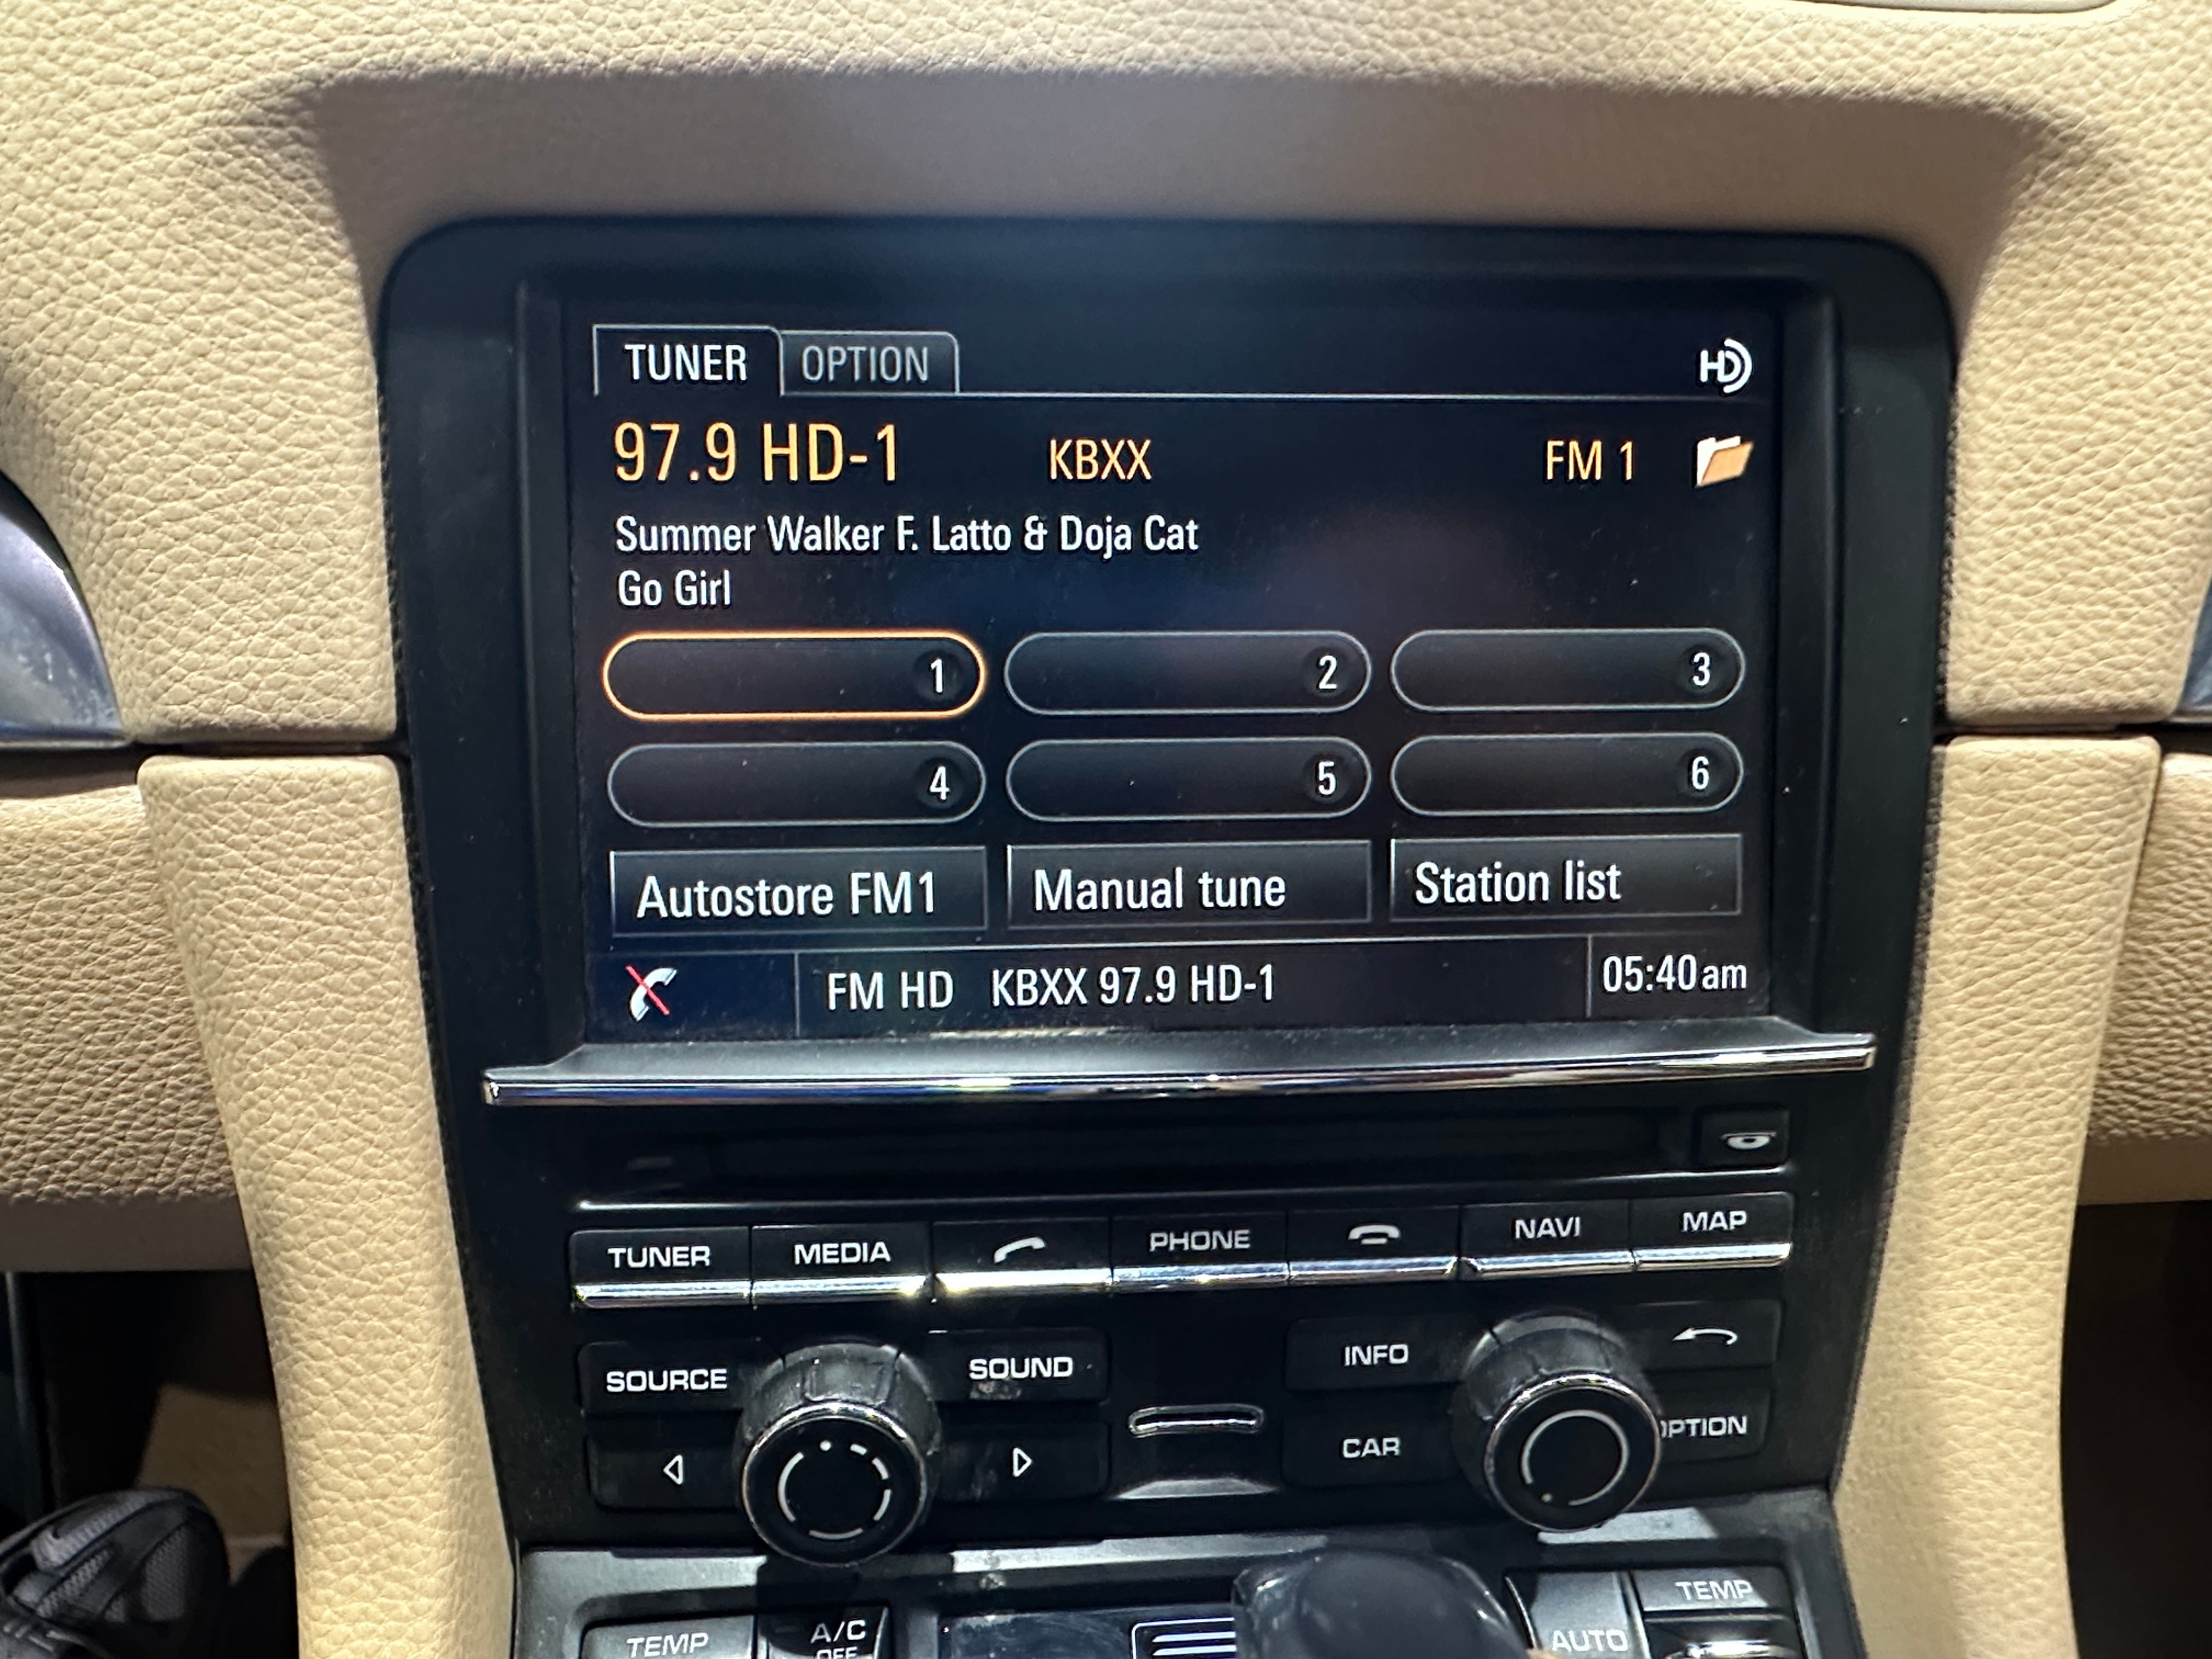 TUNER OPTION HD
97.9 HD-1 KBXX FM 1
Summer Walker F. Latto & Doja Cat
Go Girl
1 2 3
4 5 6
Autostore FM1 Manual tune Station list
FM HD KBXX 97.9 HD-1 05:40am
TUNER MEDIA PHONE NAVI MAP
SOURCE SOUND INFO
CAR OPTION
TEMP A/C OFF AUTO TEMP